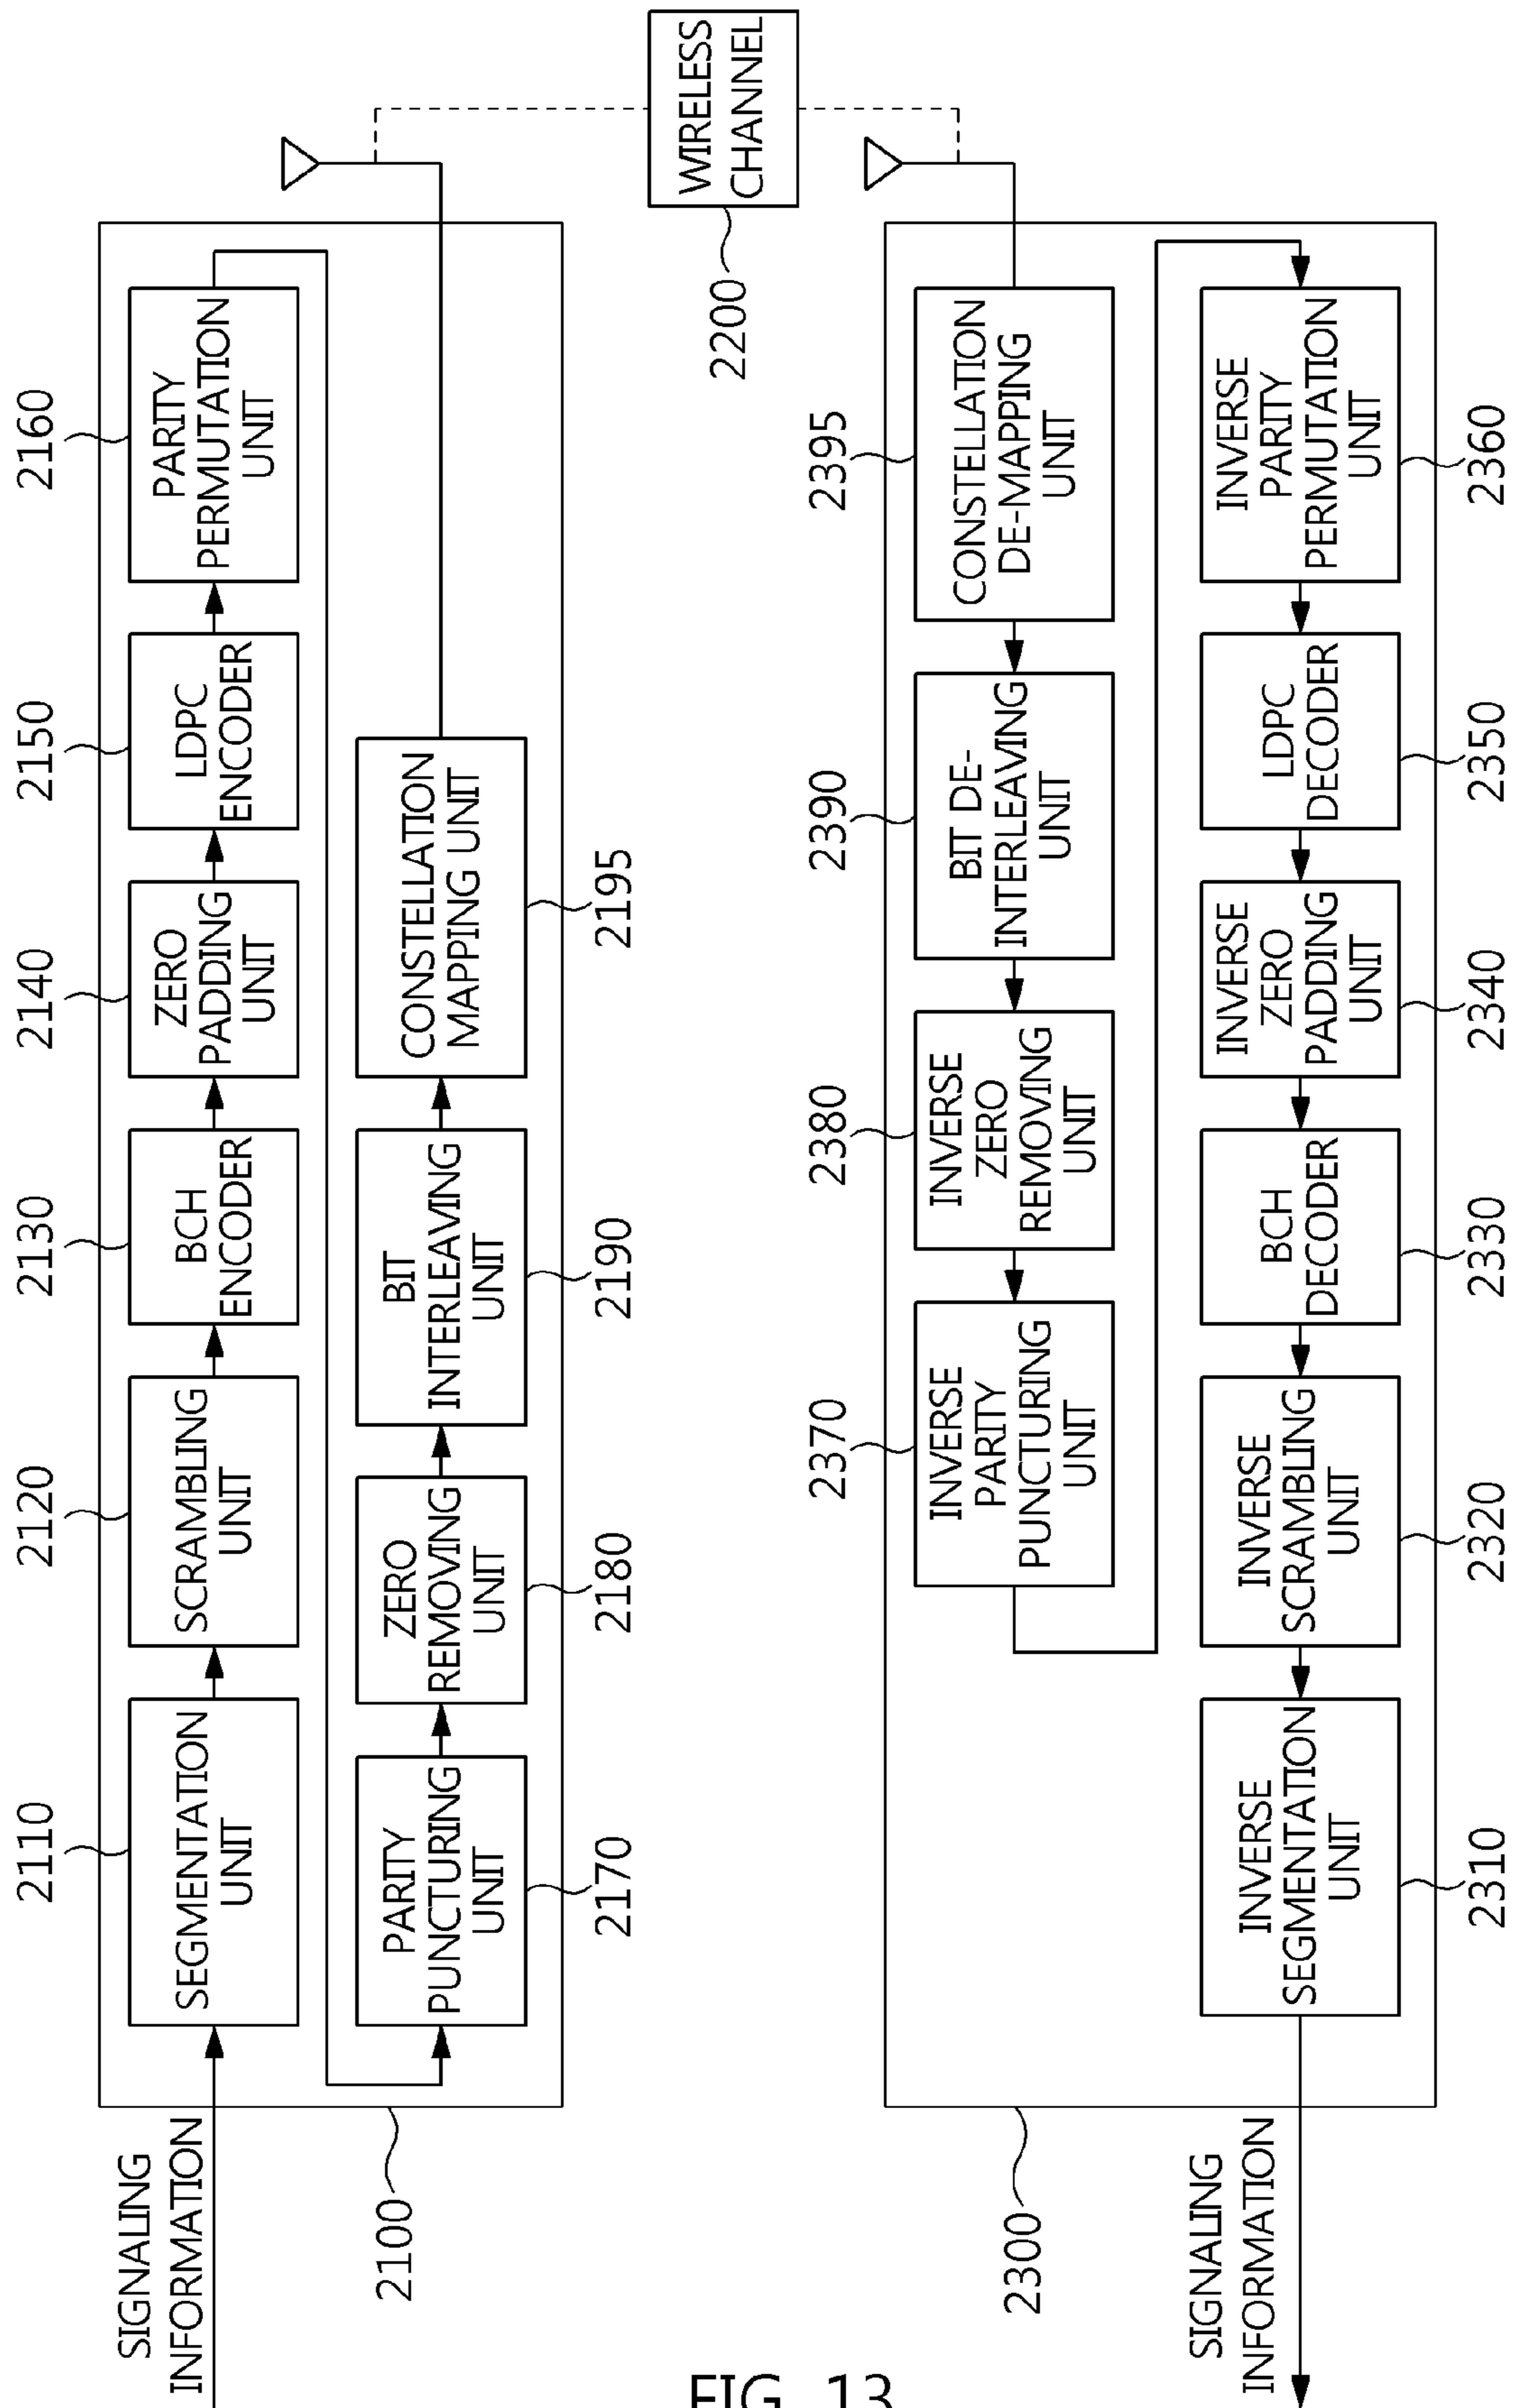 2110
2120
2130
2140
2150
2160
SIGNALING
INFORMATION
SEGMENTATION
UNIT
SCRAMBLING
UNIT
BCH
ENCODER
ZERO
PADDING
UNIT
LDPC
ENCODER
PARITY
PERMUTATION
UNIT
PARITY
PUNCTURING
UNIT
ZERO
REMOVING
UNIT
BIT
INTERLEAVING
UNIT
CONSTELLATION
MAPPING UNIT
2100
2170
2180
2190
2195
WIRELESS
CHANNEL
2200
2370
2380
2390
2395
INVERSE
PARITY
PUNCTURING
UNIT
INVERSE
ZERO
REMOVING
UNIT
BIT DE-
INTERLEAVING
UNIT
CONSTELLATION
DE-MAPPING
UNIT
2300
SIGNALING
INFORMATION
INVERSE
SEGMENTATION
UNIT
INVERSE
SCRAMBLING
UNIT
BCH
DECODER
INVERSE
ZERO
PADDING
UNIT
LDPC
DECODER
INVERSE
PARITY
PERMUTATION
UNIT
2310
2320
2330
2340
2350
2360
FIG. 13